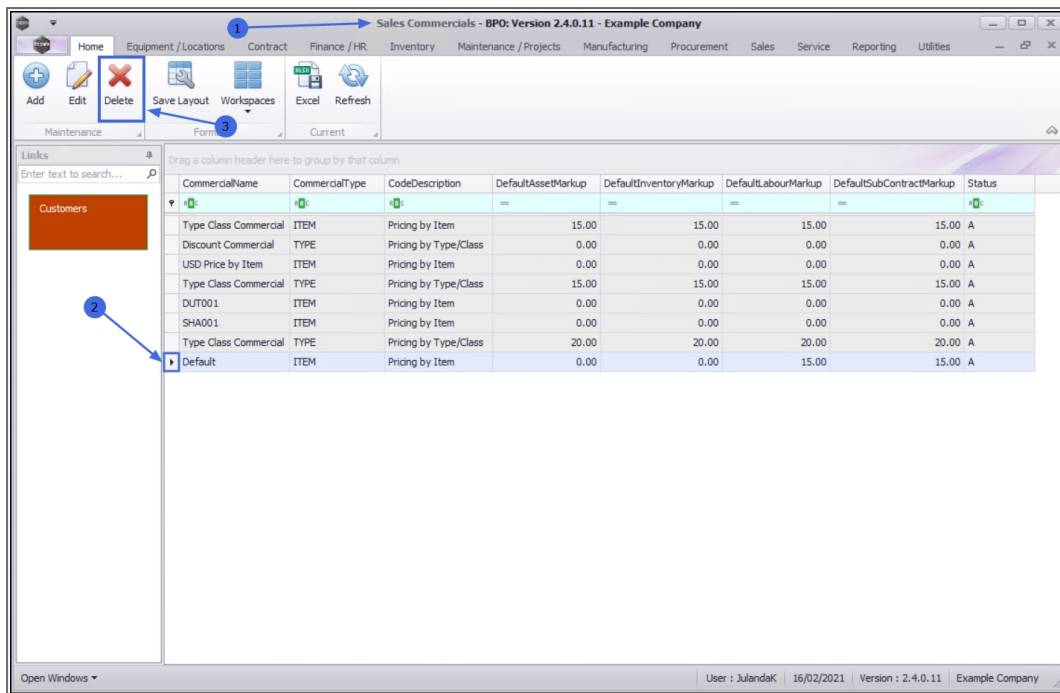 1
Sales Commercials - BPO: Version 2.4.0.11 - Example Company
Home Equipment / Locations Contract Finance / HR Inventory Maintenance / Projects Manufacturing Procurement Sales Service Reporting Utilities
Add Edit Delete Save Layout Workspaces Excel Refresh
3
Maintenance Form Current
Links
Drag a column header here to group by that column
Enter text to search...
CommercialName CommercialType CodeDescription DefaultAssetMarkup DefaultInventoryMarkup DefaultLabourMarkup DefaultSubContractMarkup Status
Customers
= = = =
Type Class Commercial ITEM Pricing by Item 15.00 15.00 15.00 15.00 A
Discount Commercial TYPE Pricing by Type/Class 0.00 0.00 0.00 0.00 A
USD Price by Item ITEM Pricing by Item 0.00 0.00 0.00 0.00 A
Type Class Commercial TYPE Pricing by Type/Class 15.00 15.00 15.00 15.00 A
2
DUT001 ITEM Pricing by Item 0.00 0.00 0.00 0.00 A
SHA001 ITEM Pricing by Item 0.00 0.00 0.00 0.00 A
Type Class Commercial TYPE Pricing by Type/Class 20.00 20.00 20.00 20.00 A
Default ITEM Pricing by Item 0.00 0.00 15.00 15.00 A
Open Windows User : JulandaK 16/02/2021 Version : 2.4.0.11 Example Company